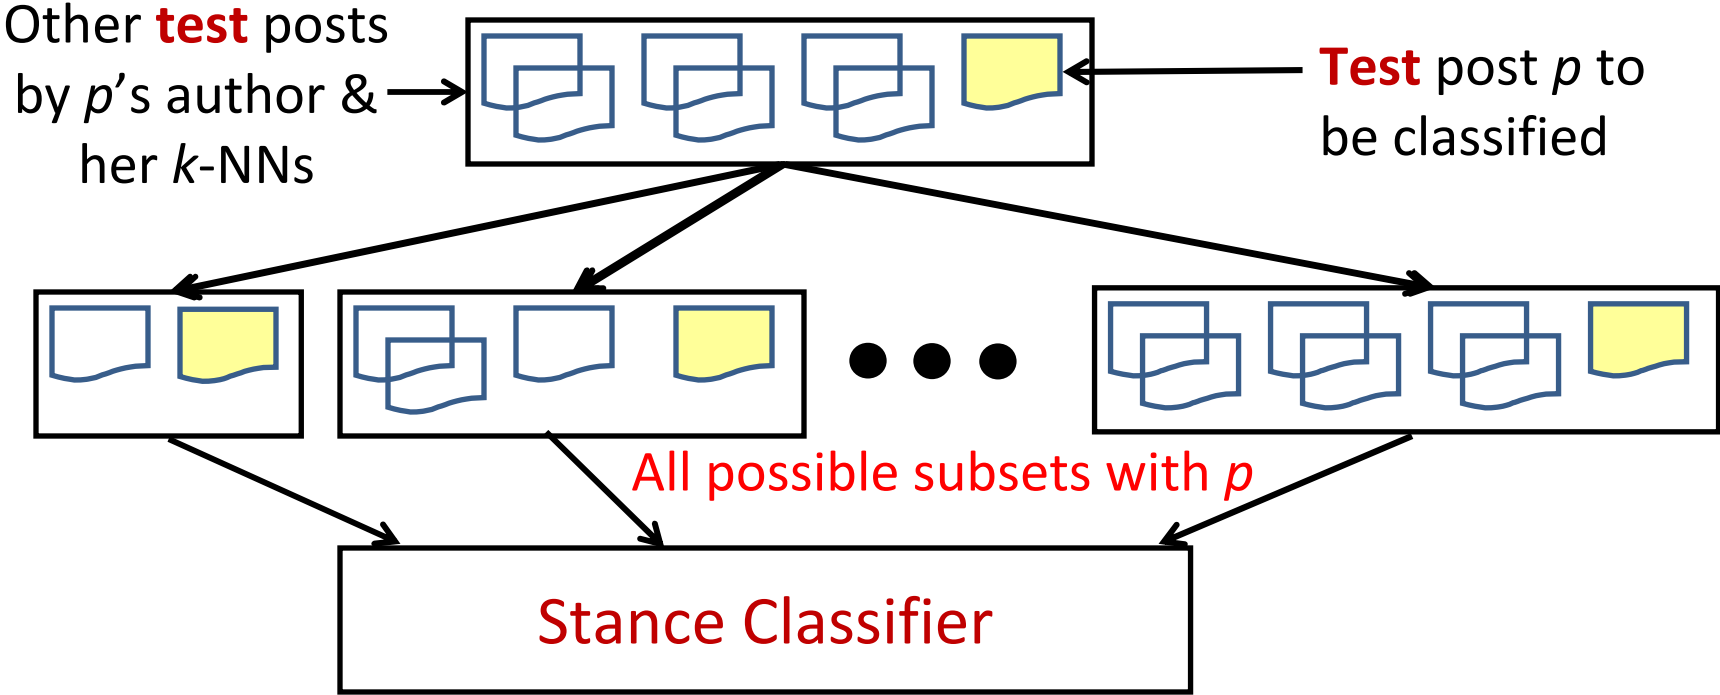 Other test posts
by p's author &
her k-NNs
Test post p to
be classified
All possible subsets with p
Stance Classifier